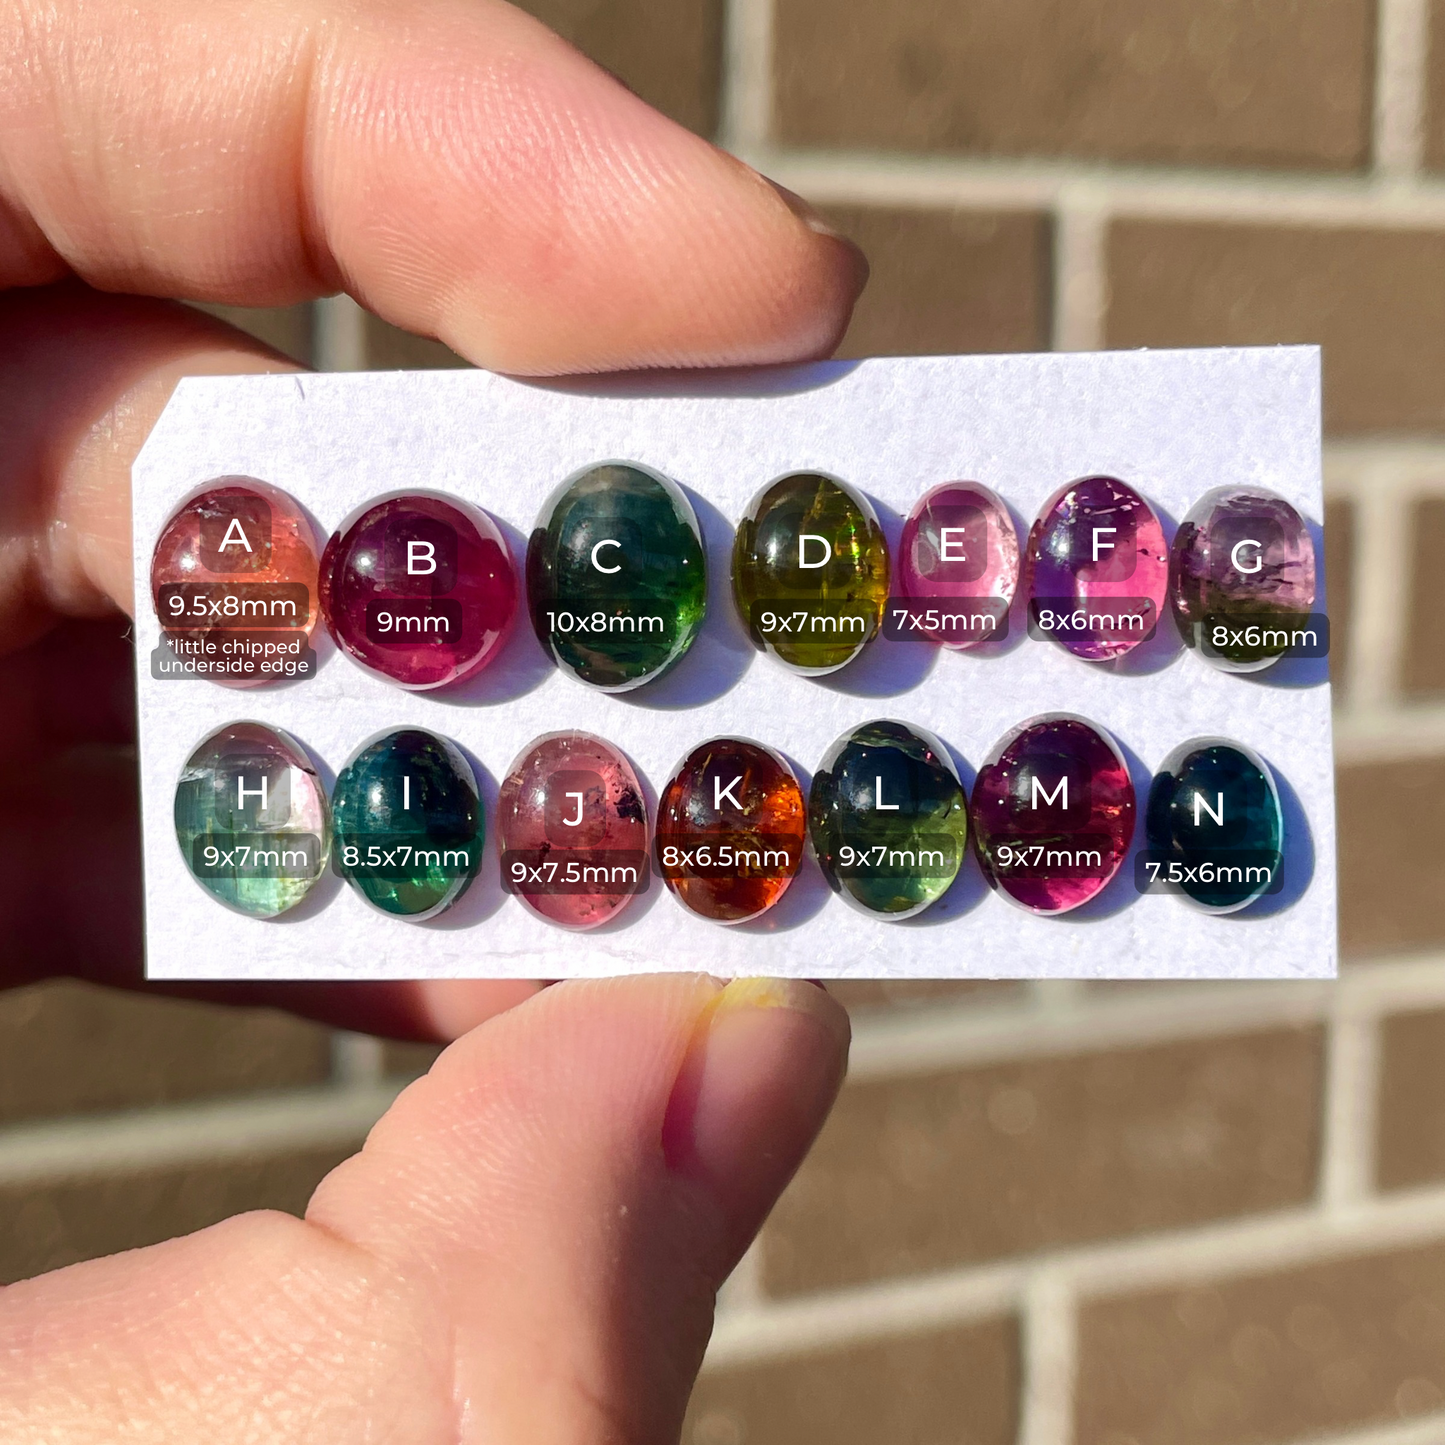 A
9.5x8mm
*little chipped
underside edge
B
9mm
C
10x8mm
D
9x7mm
E
7x5mm
F
8x6mm
G
8x6mm
H
9x7mm
I
8.5x7mm
J
9x7.5mm
K
8x6.5mm
L
9x7mm
M
9x7mm
N
7.5x6mm